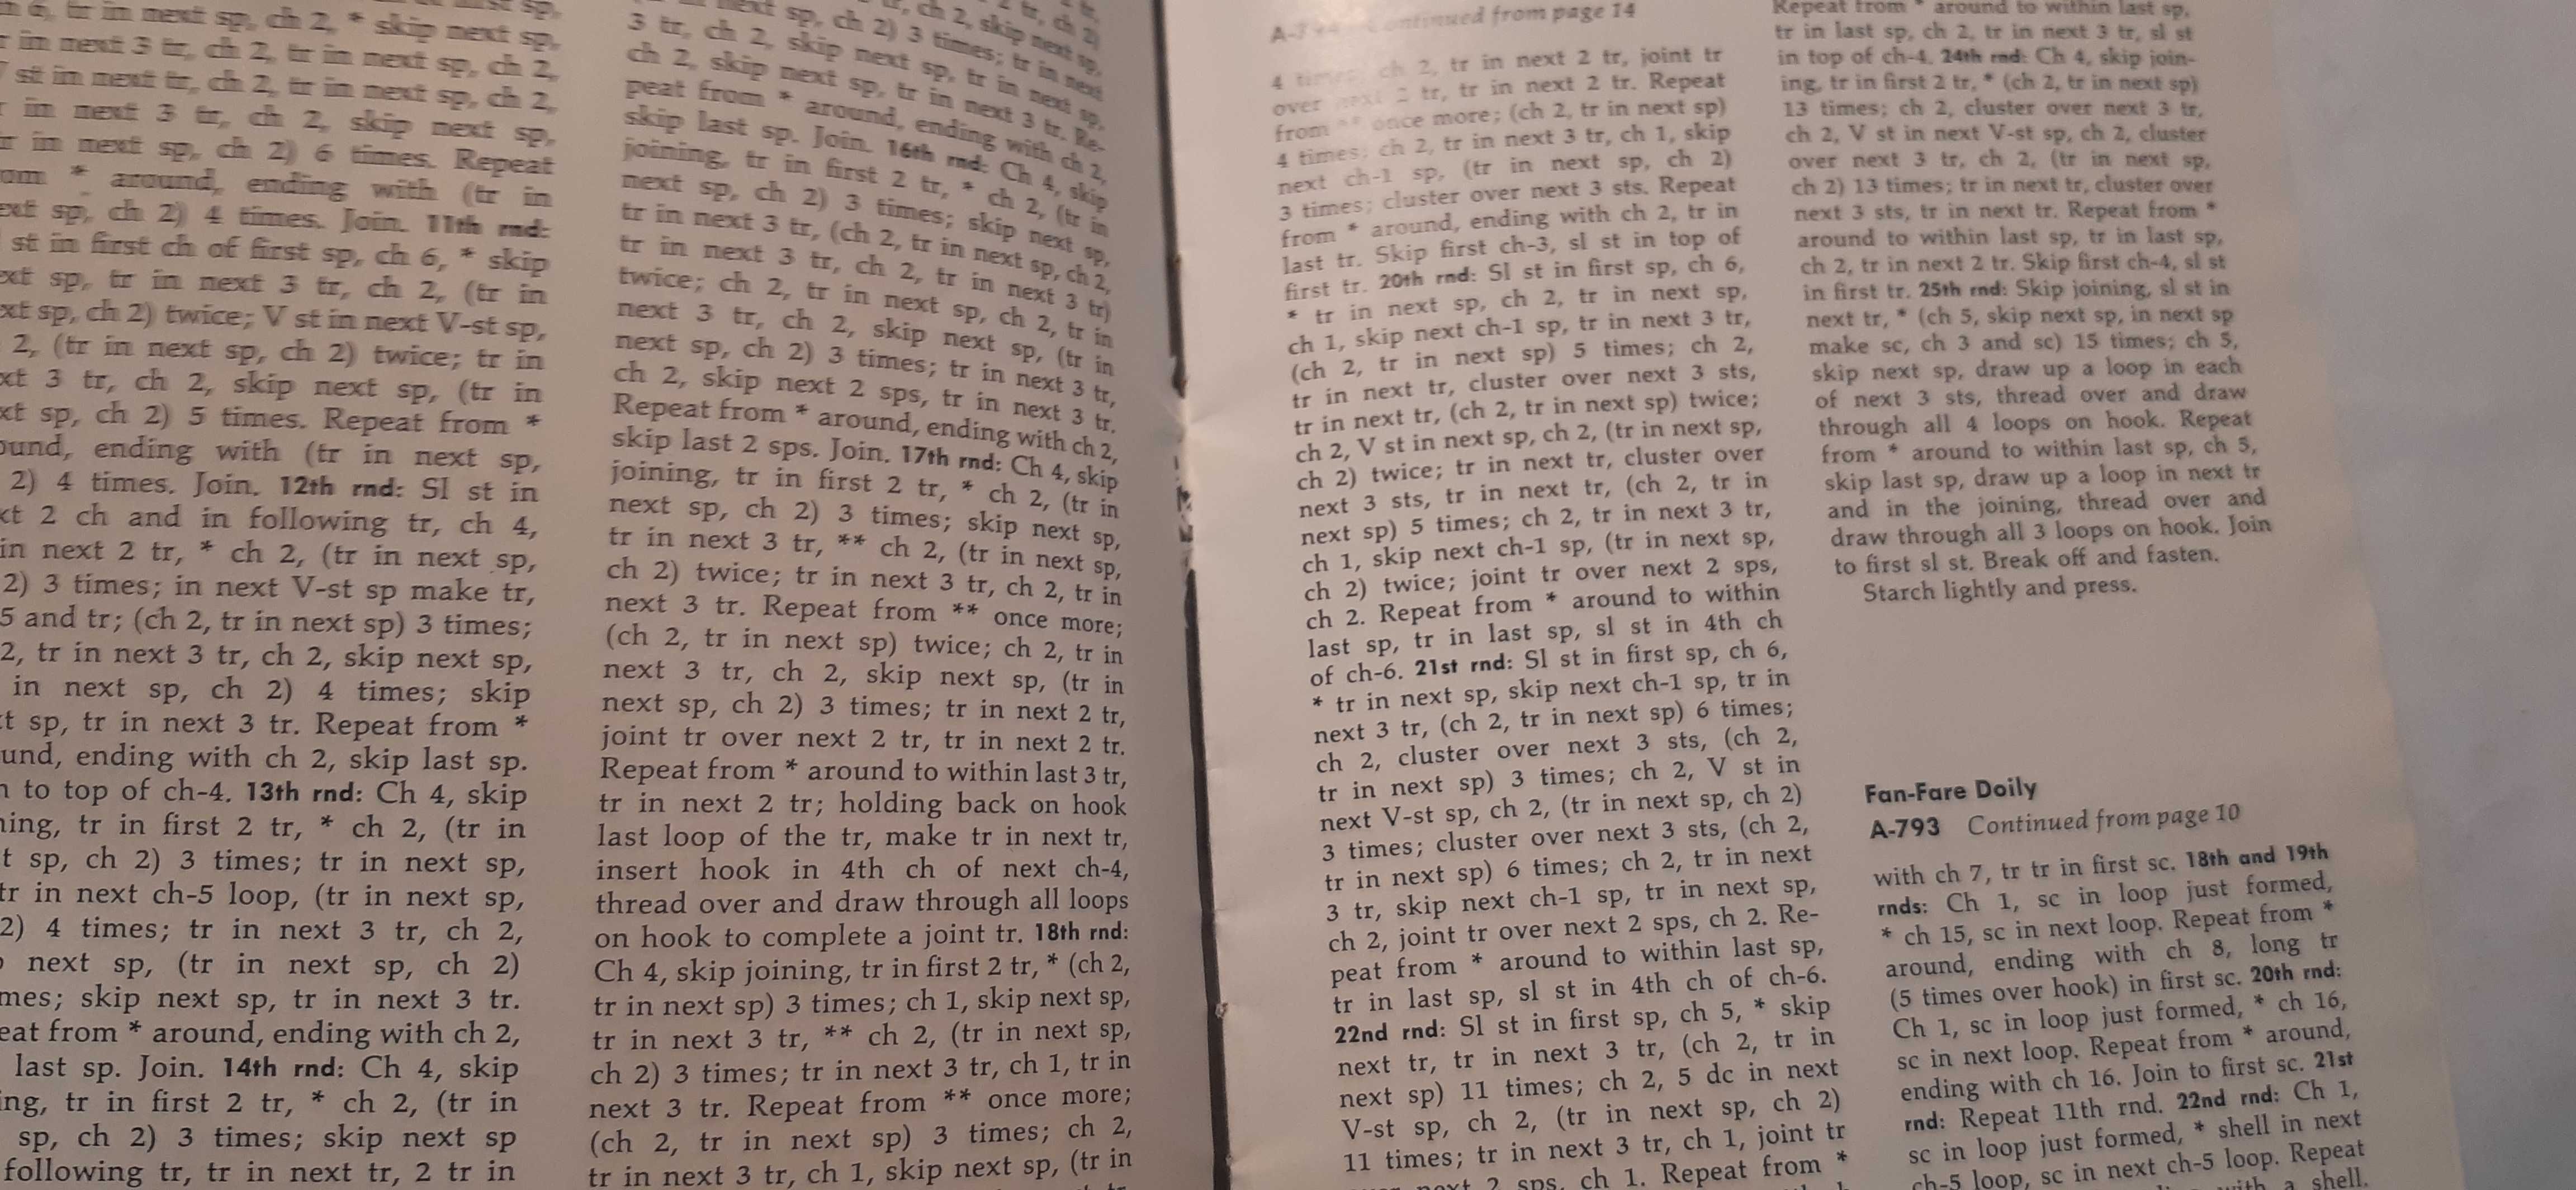 tr in next sp, ch 2, * skip next sp,
in next 3 tr, ch 2, tr in next sp, ch 2,
st in next tr, ch 2, tr in next sp, ch 2,
in next 3 tr, ch 2, skip next sp,
in next sp, ch 2) 6 times. Repeat
* around, ending with (tr in
sp, ch 2) 4 times. Join. 11th rnd:
st in first ch of first sp, ch 6, * skip
sp, tr in next 3 tr, ch 2, (tr in
sp, ch 2) twice; V st in next V-st sp,
2, (tr in next sp, ch 2) twice; tr in
3 tr, ch 2, skip next sp, (tr in
sp, ch 2) 5 times. Repeat from *
ending with (tr in next sp,
2) 4 times. Join. 12th rnd: Sl st in
2 ch and in following tr, ch 4,
in next 2 tr, * ch 2, (tr in next sp,
2) 3 times; in next V-st sp make tr,
5 and tr; (ch 2, tr in next sp) 3 times;
2, tr in next 3 tr, ch 2, skip next sp,
in next sp, ch 2) 4 times; skip
sp, tr in next 3 tr. Repeat from *
ending with ch 2, skip last sp.
to top of ch-4. 13th rnd: Ch 4, skip
tr in first 2 tr, * ch 2, (tr in
sp, ch 2) 3 times; tr in next sp,
tr in next ch-5 loop, (tr in next sp,
2) 4 times; tr in next 3 tr, ch 2,
next sp, (tr in next sp, ch 2)
skip next sp, tr in next 3 tr.
from * around, ending with ch 2,
last sp. Join. 14th rnd: Ch 4, skip
tr in first 2 tr, * ch 2, (tr in
sp, ch 2) 3 times; skip next sp
following tr, tr in next tr, 2 tr in
next sp, ch 2) 3 times; tr in next
3 tr, ch 2, skip next sp, tr in next sp,
ch 2, skip next sp, tr in next 3 tr. Re-
peat from * around, ending with ch 2,
skip last sp. Join. 16th rnd: Ch 4, skip
joining, tr in first 2 tr, * ch 2, (tr in
next sp, ch 2) 3 times; skip next sp,
tr in next 3 tr, (ch 2, tr in next sp, ch 2,
tr in next 3 tr, ch 2, tr in next 3 tr)
twice; ch 2, tr in next sp, ch 2, tr in
next 3 tr, ch 2, skip next sp, (tr in
next sp, ch 2) 3 times; tr in next 3 tr,
ch 2, skip next 2 sps, tr in next 3 tr.
Repeat from * around, ending with ch 2,
skip last 2 sps. Join. 17th rnd: Ch 4, skip
joining, tr in first 2 tr, * ch 2, (tr in
next sp, ch 2) 3 times; skip next sp,
tr in next 3 tr, ** ch 2, (tr in next sp,
ch 2) twice; tr in next 3 tr, ch 2, tr in
next 3 tr. Repeat from ** once more;
(ch 2, tr in next sp) twice; ch 2, tr in
next 3 tr, ch 2, skip next sp, (tr in
next sp, ch 2) 3 times; tr in next 2 tr,
joint tr over next 2 tr, tr in next 2 tr.
Repeat from * around to within last 3 tr,
tr in next 2 tr; holding back on hook
last loop of the tr, make tr in next tr,
insert hook in 4th ch of next ch-4,
thread over and draw through all loops
on hook to complete a joint tr. 18th rnd:
Ch 4, skip joining, tr in first 2 tr, * (ch 2,
tr in next sp) 3 times; ch 1, skip next sp,
tr in next 3 tr, ** ch 2, (tr in next sp,
ch 2) 3 times; tr in next 3 tr, ch 1, tr in
next 3 tr. Repeat from ** once more;
(ch 2, tr in next sp) 3 times; ch 2,
tr in next 3 tr, ch 1, skip next sp, (tr in
Continued from page 14
4 times; ch 2, tr in next 2 tr, joint tr
over next 2 tr, tr in next 2 tr. Repeat
from ** once more; (ch 2, tr in next sp)
4 times; ch 2, tr in next 3 tr, ch 1, skip
next ch-1 sp, (tr in next sp, ch 2)
3 times; cluster over next 3 sts. Repeat
from * around, ending with ch 2, tr in
last tr. Skip first ch-3, sl st in top of
first tr. 20th rnd: Sl st in first sp, ch 6,
* tr in next sp, ch 2, tr in next sp,
ch 1, skip next ch-1 sp, tr in next 3 tr,
(ch 2, tr in next sp) 5 times; ch 2,
tr in next tr, cluster over next 3 sts,
tr in next tr, (ch 2, tr in next sp) twice;
ch 2, V st in next sp, ch 2, (tr in next sp,
ch 2) twice; tr in next tr, cluster over
next 3 sts, tr in next tr, (ch 2, tr in
next sp) 5 times; ch 2, tr in next 3 tr,
ch 1, skip next ch-1 sp, (tr in next sp,
ch 2) twice; joint tr over next 2 sps,
ch 2. Repeat from * around to within
last sp, tr in last sp, sl st in 4th ch
of ch-6. 21st rnd: Sl st in first sp, ch 6,
* tr in next sp, skip next ch-1 sp, tr in
next 3 tr, (ch 2, tr in next sp) 6 times;
ch 2, cluster over next 3 sts, (ch 2,
tr in next sp) 3 times; ch 2, V st in
next V-st sp, ch 2, (tr in next sp, ch 2)
3 times; cluster over next 3 sts, (ch 2,
tr in next sp) 6 times; ch 2, tr in next
3 tr, skip next ch-1 sp, tr in next sp,
ch 2, joint tr over next 2 sps, ch 2. Re-
peat from * around to within last sp,
tr in last sp, sl st in 4th ch of ch-6.
22nd rnd: Sl st in first sp, ch 5, * skip
next tr, tr in next 3 tr, (ch 2, tr in
next sp) 11 times; ch 2, 5 dc in next
V-st sp, ch 2, (tr in next sp, ch 2)
11 times; tr in next 3 tr, ch 1, joint tr
next 2 sps, ch 1. Repeat from *
Repeat from * around to within last sp,
tr in last sp, ch 2, tr in next 3 tr, sl st
in top of ch-4. 24th rnd: Ch 4, skip join-
ing, tr in first 2 tr, * (ch 2, tr in next sp)
13 times; ch 2, cluster over next 3 tr,
ch 2, V st in next V-st sp, ch 2, cluster
over next 3 tr, ch 2, (tr in next sp,
ch 2) 13 times; tr in next tr, cluster over
next 3 sts, tr in next tr. Repeat from *
around to within last sp, tr in last sp,
ch 2, tr in next 2 tr. Skip first ch-4, sl st
in first tr. 25th rnd: Skip joining, sl st in
next tr, * (ch 5, skip next sp, in next sp
make sc, ch 3 and sc) 15 times; ch 5,
skip next sp, draw up a loop in each
of next 3 sts, thread over and draw
through all 4 loops on hook. Repeat
from * around to within last sp, ch 5,
skip last sp, draw up a loop in next tr
and in the joining, thread over and
draw through all 3 loops on hook. Join
to first sl st. Break off and fasten.
Starch lightly and press.
Fan-Fare Doily
A-793 Continued from page 10
with ch 7, tr tr in first sc. 18th and 19th
rnds: Ch 1, sc in loop just formed,
* ch 15, sc in next loop. Repeat from *
around, ending with ch 8, long tr
(5 times over hook) in first sc. 20th rnd:
Ch 1, sc in loop just formed, * ch 16,
sc in next loop. Repeat from * around,
ending with ch 16. Join to first sc. 21st
rnd: Repeat 11th rnd. 22nd rnd: Ch 1,
sc in loop just formed, * shell in next
ch-5 loop, sc in next ch-5 loop. Repeat
with a shell.